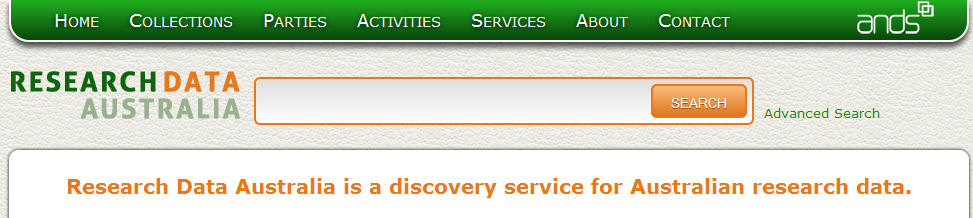 Home Collections Parties Activities Services About Contact ands
RESEARCH DATA
AUSTRALIA
SEARCH
Advanced Search
Research Data Australia is a discovery service for Australian research data.